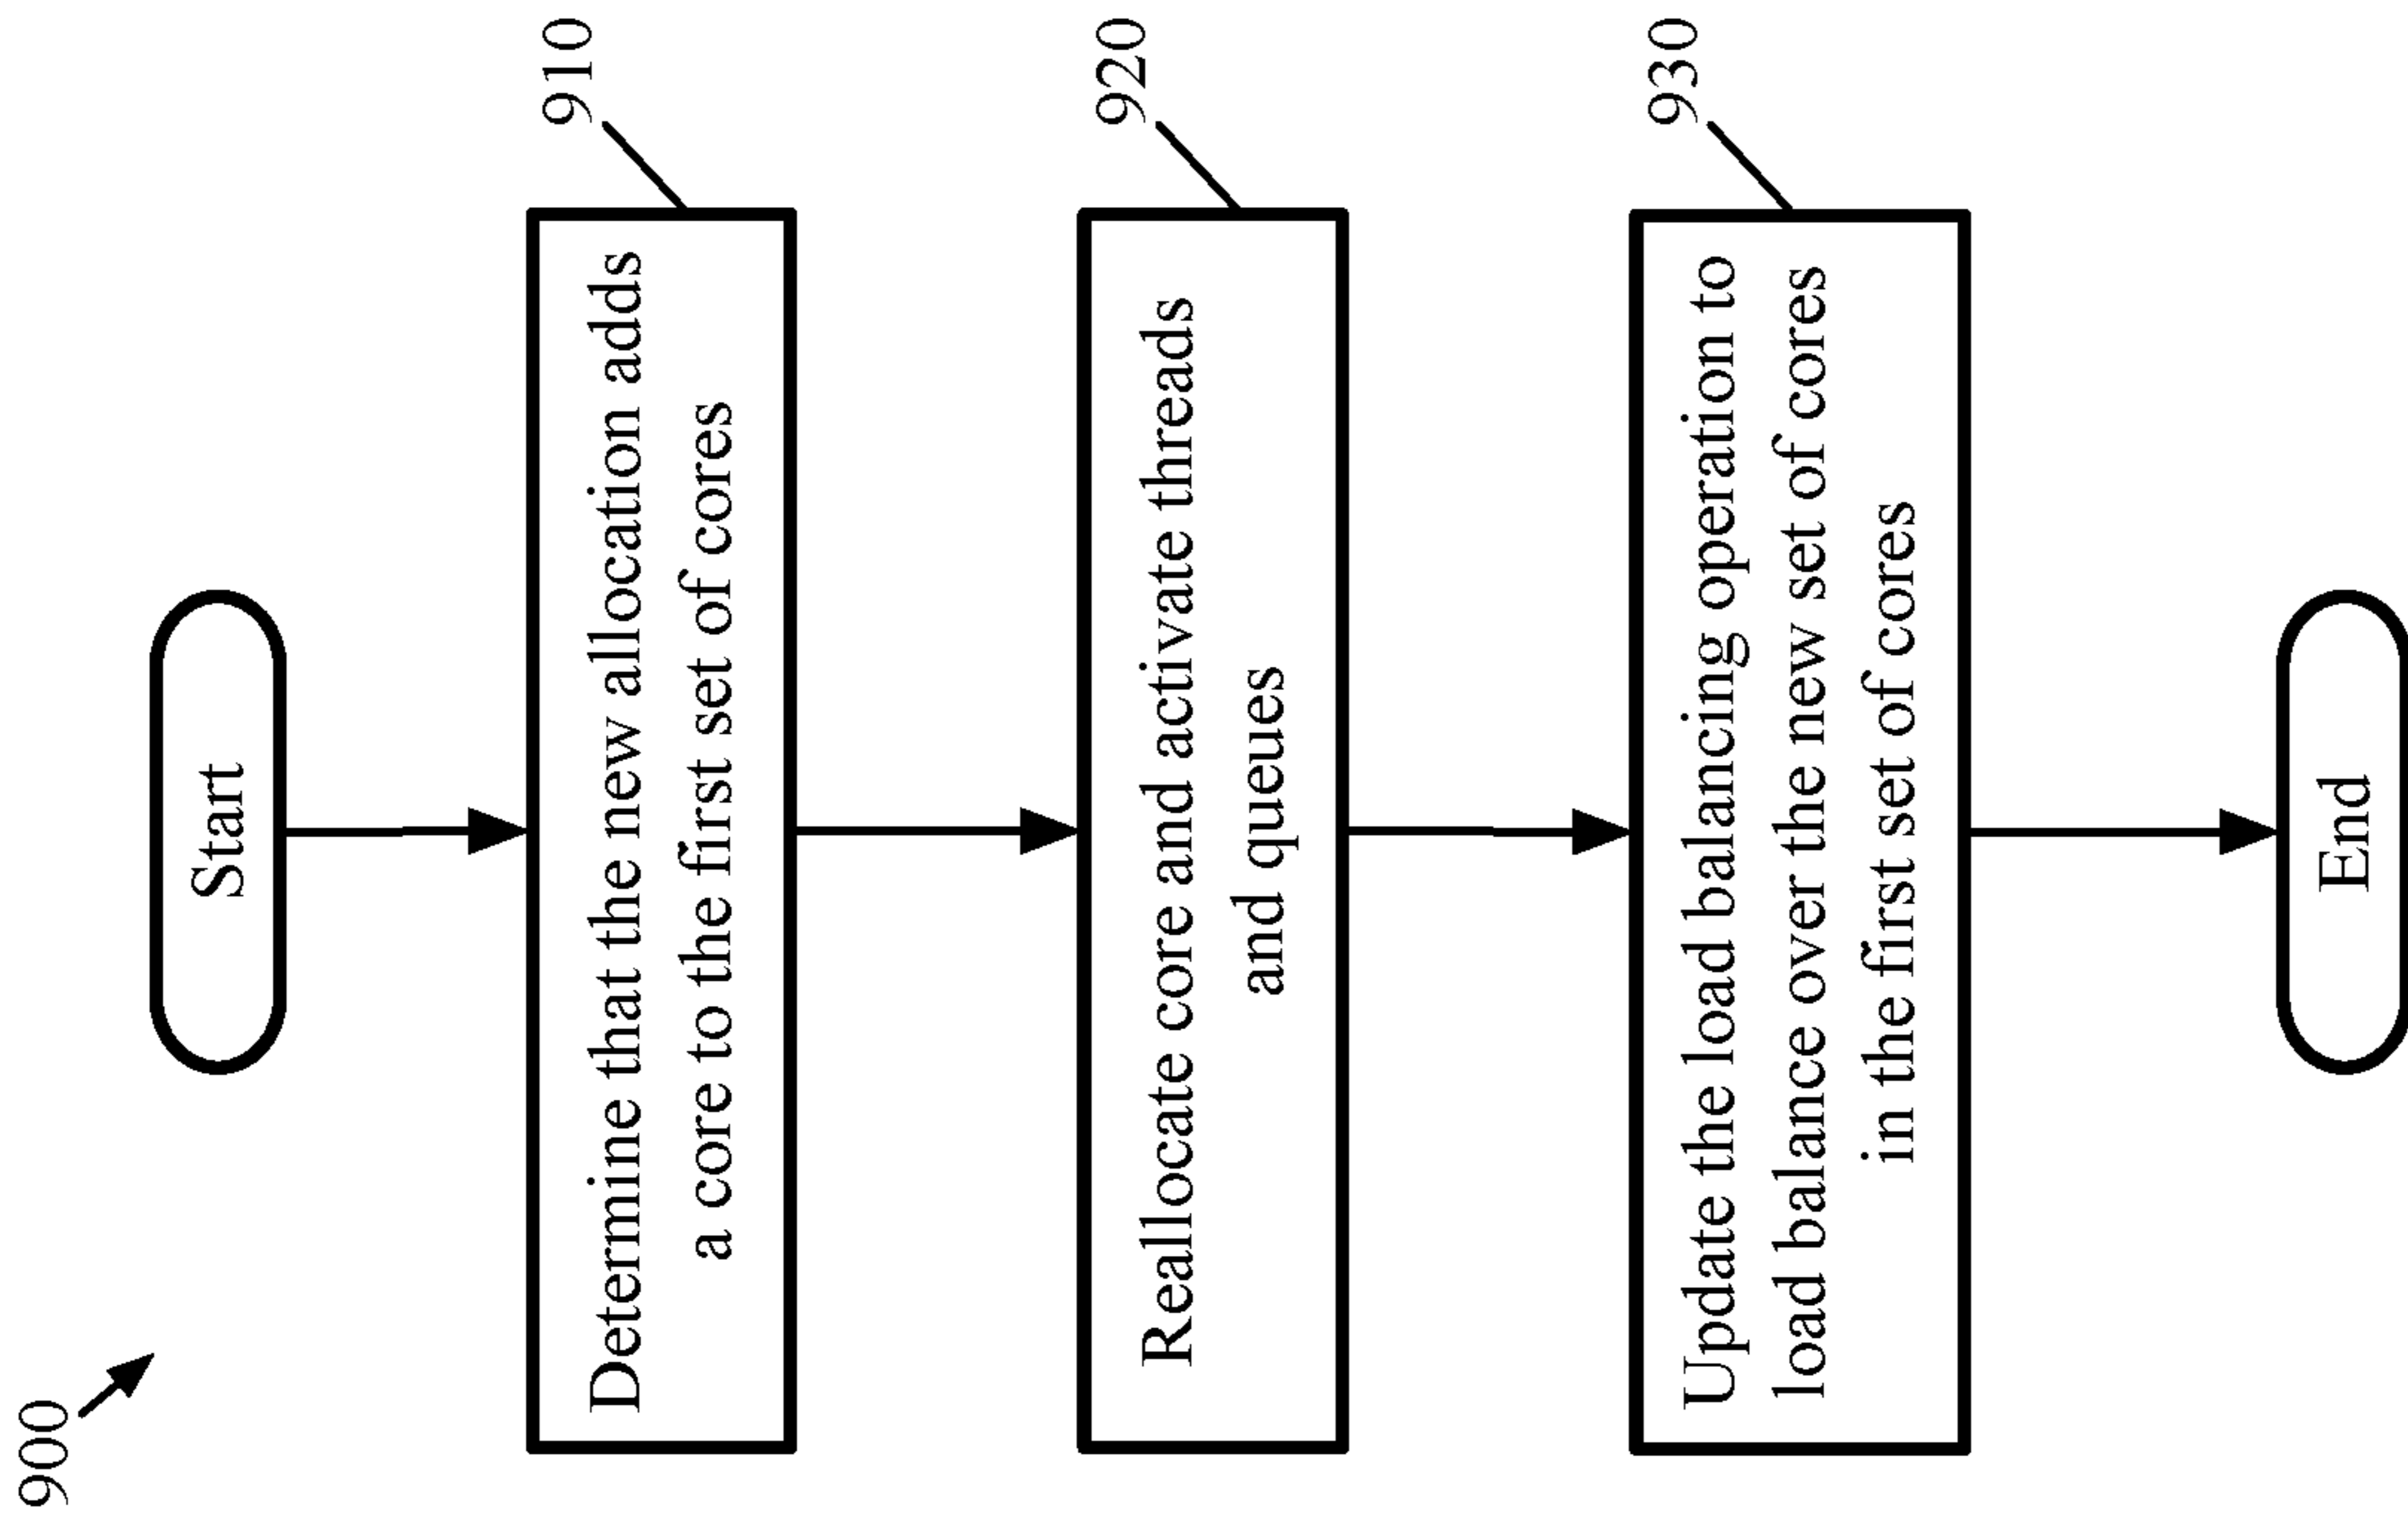 900
Start
910
Determine that the new allocation adds
a core to the first set of cores
920
Reallocate core and activate threads
and queues
930
Update the load balancing operation to
load balance over the new set of cores
in the first set of cores
End